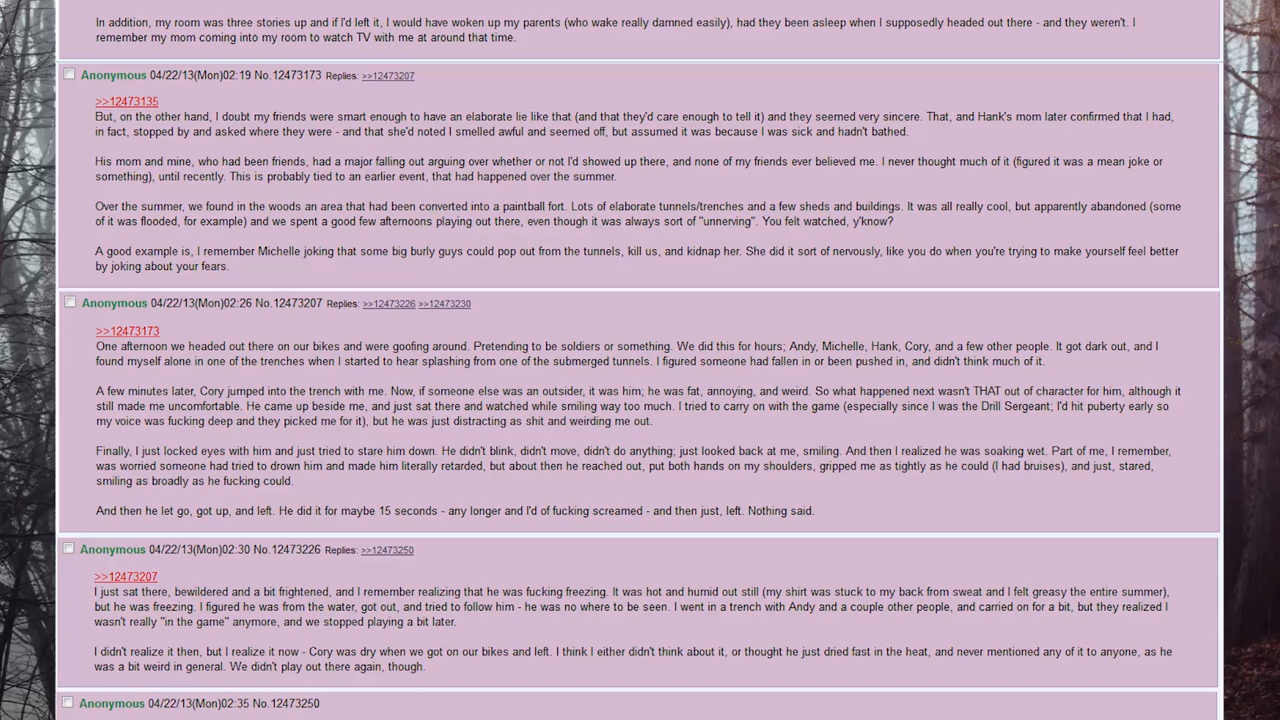 In addition, my room was three stories up and if I'd left it, I would have woken up my parents (who wake really damned easily), had they been asleep when I supposedly headed out there - and they weren't. I
remember my mom coming into my room to watch TV with me at around that time.
Anonymous 04/22/13(Mon)02:19 No.12473173 Replies: >>12473207
>>12473135
But, on the other hand, I doubt my friends were smart enough to have an elaborate lie like that (and that they'd care enough to tell it) and they seemed very sincere. That, and Hank's mom later confirmed that I had,
in fact, stopped by and asked where they were - and that she'd noted I smelled awful and seemed off, but assumed it was because I was sick and hadn't bathed.
His mom and mine, who had been friends, had a major falling out arguing over whether or not I'd showed up there, and none of my friends ever believed me. I never thought much of it (figured it was a mean joke or
something), until recently. This is probably tied to an earlier event, that had happened over the summer.
Over the summer, we found in the woods an area that had been converted into a paintball fort. Lots of elaborate tunnels/trenches and a few sheds and buildings. It was all really cool, but apparently abandoned (some
of it was flooded, for example) and we spent a good few afternoons playing out there, even though it was always sort of "unnerving". You felt watched, y'know?
A good example is, I remember Michelle joking that some big burly guys could pop out from the tunnels, kill us, and kidnap her. She did it sort of nervously, like you do when you're trying to make yourself feel better
by joking about your fears.
Anonymous 04/22/13(Mon)02:26 No.12473207 Replies: >>12473226 >>12473230
>>12473173
One afternoon we headed out there on our bikes and were goofing around. Pretending to be soldiers or something. We did this for hours; Andy, Michelle, Hank, Cory, and a few other people. It got dark out, and I
found myself alone in one of the trenches when I started to hear splashing from one of the submerged tunnels. I figured someone had fallen in or been pushed in, and didn't think much of it.
A few minutes later, Cory jumped into the trench with me. Now, if someone else was an outsider, it was him; he was fat, annoying, and weird. So what happened next wasn't THAT out of character for him, although it
still made me uncomfortable. He came up beside me, and just sat there and watched while smiling way too much. I tried to carry on with the game (especially since I was the Drill Sergeant; I'd hit puberty early so
my voice was fucking deep and they picked me for it), but he was just distracting as shit and weirding me out.
Finally, I just locked eyes with him and just tried to stare him down. He didn't blink, didn't move, didn't do anything; just looked back at me, smiling. And then I realized he was soaking wet. Part of me, I remember,
was worried someone had tried to drown him and made him literally retarded, but about then he reached out, put both hands on my shoulders, gripped me as tightly as he could (I had bruises), and just, stared,
smiling as broadly as he fucking could.
And then he let go, got up, and left. He did it for maybe 15 seconds - any longer and I'd of fucking screamed - and then just, left. Nothing said.
Anonymous 04/22/13(Mon)02:30 No.12473226 Replies: >>12473250
>>12473207
I just sat there, bewildered and a bit frightened, and I remember realizing that he was fucking freezing. It was hot and humid out still (my shirt was stuck to my back from sweat and I felt greasy the entire summer),
but he was freezing. I figured he was from the water, got out, and tried to follow him - he was no where to be seen. I went in a trench with Andy and a couple other people, and carried on for a bit, but they realized I
wasn't really "in the game" anymore, and we stopped playing a bit later.
I didn't realize it then, but I realize it now - Cory was dry when we got on our bikes and left. I think I either didn't think about it, or thought he just dried fast in the heat, and never mentioned any of it to anyone, as he
was a bit weird in general. We didn't play out there again, though.
Anonymous 04/22/13(Mon)02:35 No.12473250